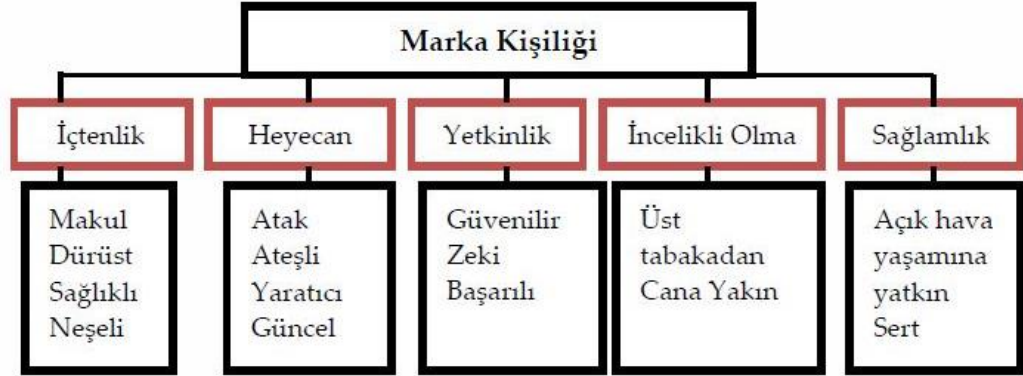 Marka Kişiliği
İçtenlik
Heyecan
Yetkinlik
İncelikli Olma
Sağlamlık
Makul
Dürüst
Sağlıklı
Neşeli
Atak
Ateşli
Yaratıcı
Güncel
Güvenilir
Zeki
Başarılı
Üst
tabakadan
Cana Yakın
Açık hava
yaşamına
yatkın
Sert